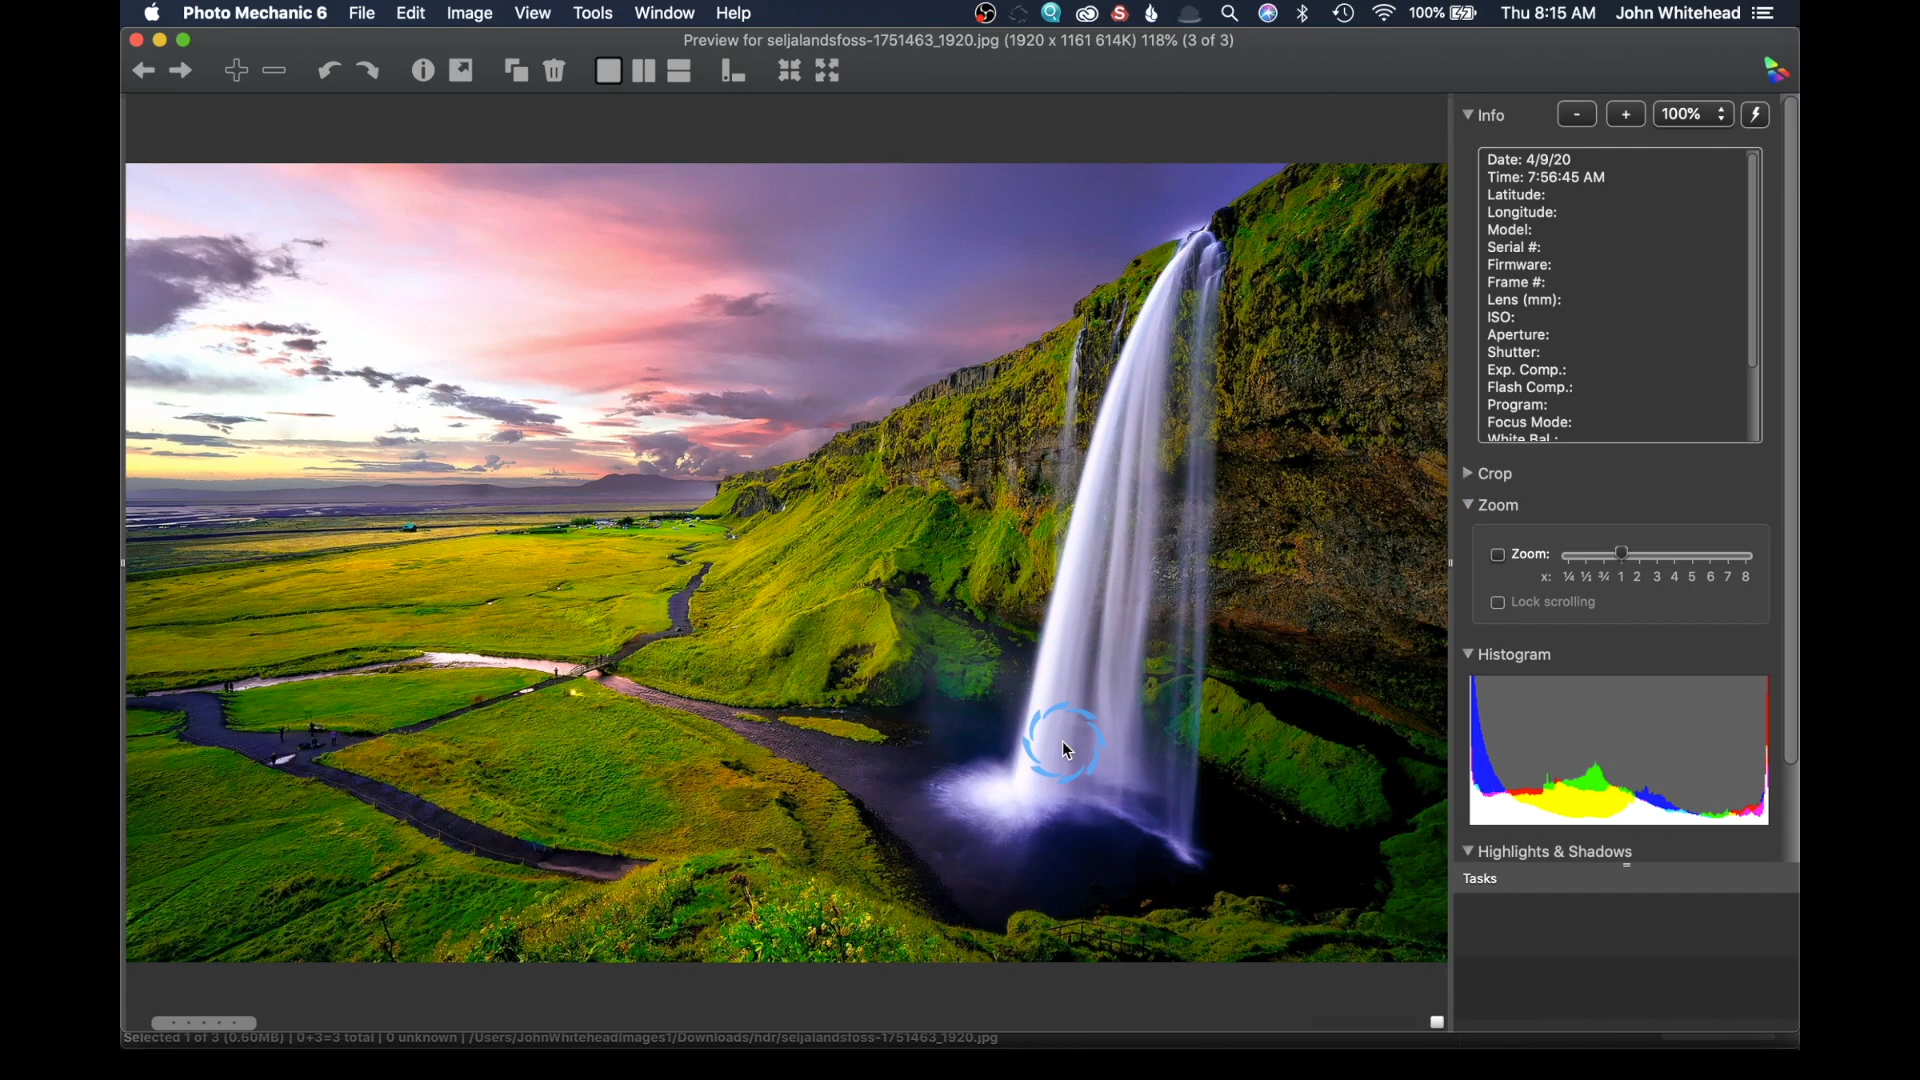 Photo Mechanic 6 File Edit Image View Tools Window Help 100% Thu 8:15 AM John Whitehead
Preview for seljalandsfoss-1751463_1920.jpg (1920 x 1161 614K) 118% (3 of 3)
Info - + 100%
Date: 4/9/20
Time: 7:56:45 AM
Latitude:
Longitude:
Model:
Serial #:
Firmware:
Frame #:
Lens (mm):
ISO:
Aperture:
Shutter:
Exp. Comp.:
Flash Comp.:
Program:
Focus Mode:
White Bal.:
Crop
Zoom
Zoom:
x: ¼ ½ ¾ 1 2 3 4 5 6 7 8
Lock scrolling
Histogram
Highlights & Shadows
Tasks
Selected 1 of 3 (0.60MB) | 0+3=3 total | 0 unknown | /Users/JohnWhiteheadImages1/Downloads/hdr/seljalandsfoss-1751463_1920.jpg